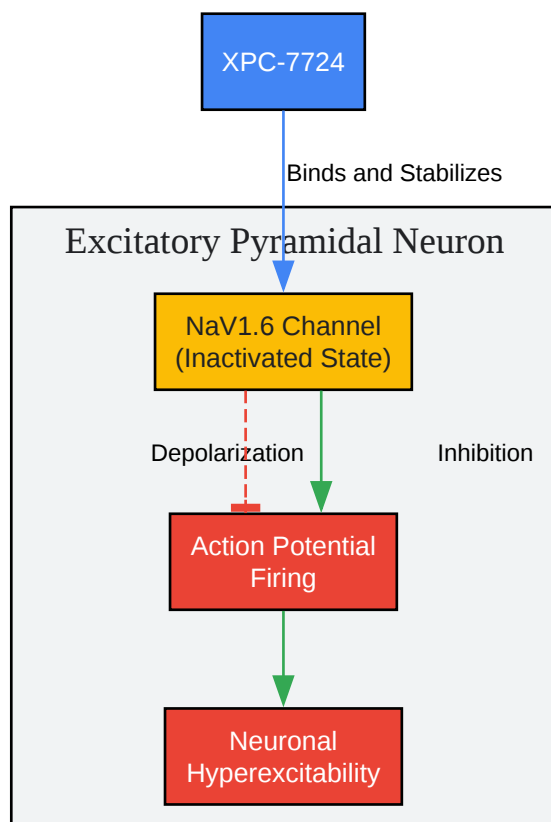 XPC-7724
Binds and Stabilizes
Excitatory Pyramidal Neuron
NaV1.6 Channel
(Inactivated State)
Depolarization
Inhibition
Action Potential
Firing
Neuronal
Hyperexcitability